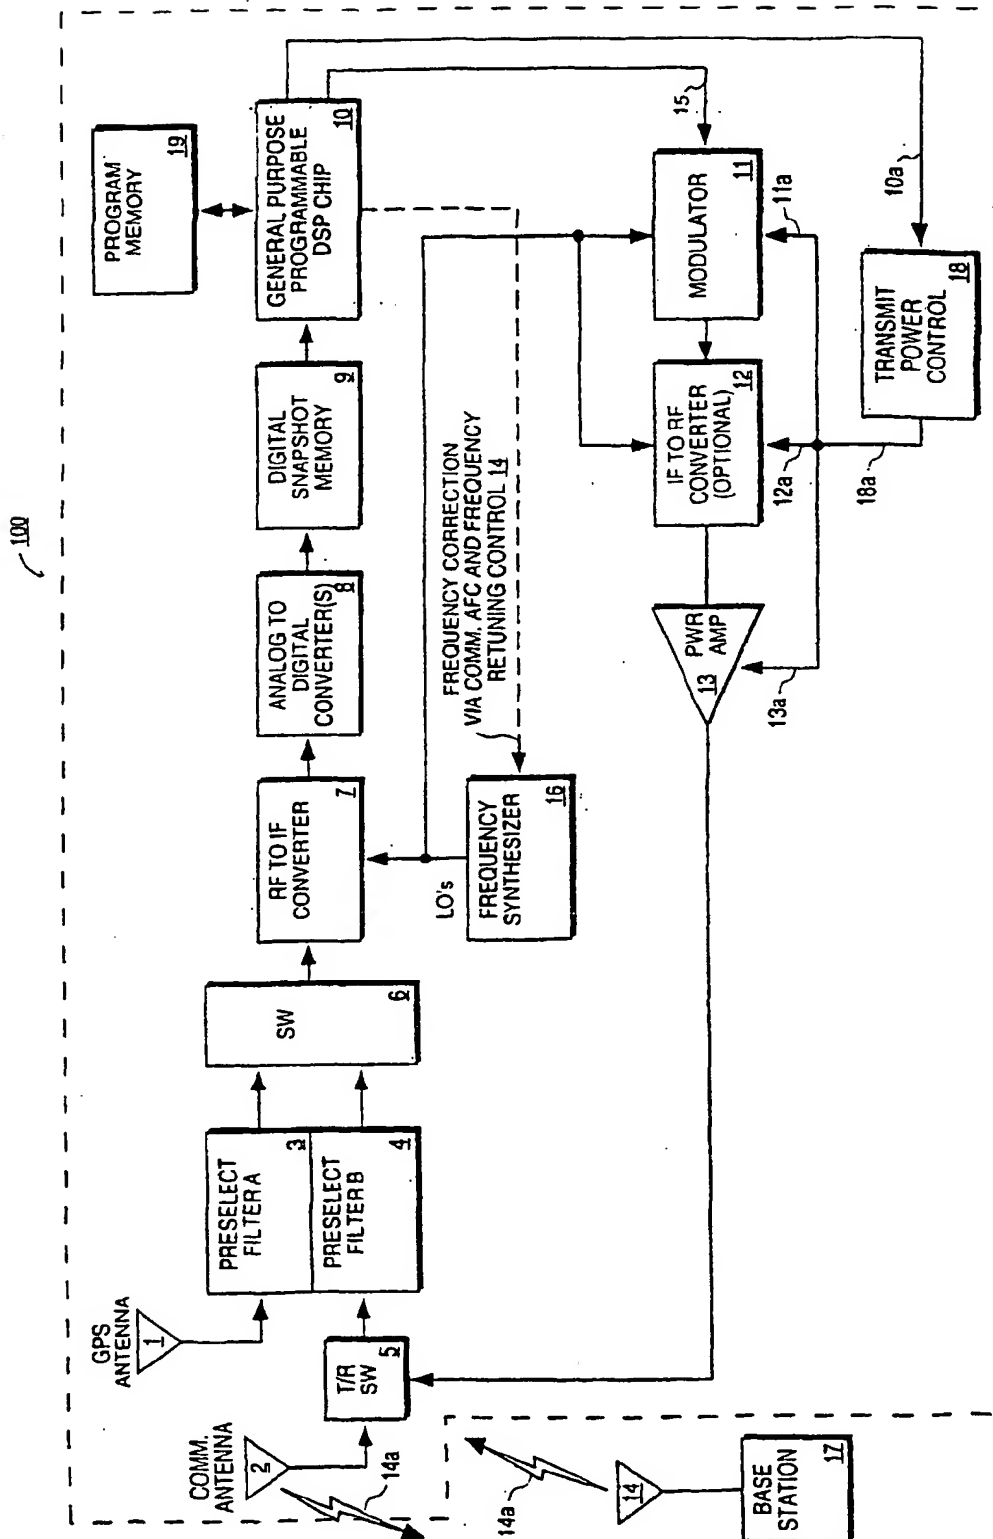 100
GPS
ANTENNA
1
COMM.
ANTENNA
2
14a
T/R
SW
5
PRESELECT
FILTER A
3
PRESELECT
FILTER B
4
SW
6
RF TO IF
CONVERTER
7
ANALOG TO
DIGITAL
CONVERTER(S)
8
DIGITAL
SNAPSHOT
MEMORY
9
GENERAL PURPOSE
PROGRAMMABLE
DSP CHIP
10
PROGRAM
MEMORY
19
LO's
FREQUENCY
SYNTHESIZER
16
FREQUENCY CORRECTION
VIA COMM. AFC AND FREQUENCY
RETUNING CONTROL 14
15
MODULATOR
11
11a
IF TO RF
CONVERTER
(OPTIONAL)
12
12a
PWR
AMP
13
13a
10a
TRANSMIT
POWER
CONTROL
18
18a
14a
14
BASE
STATION
17